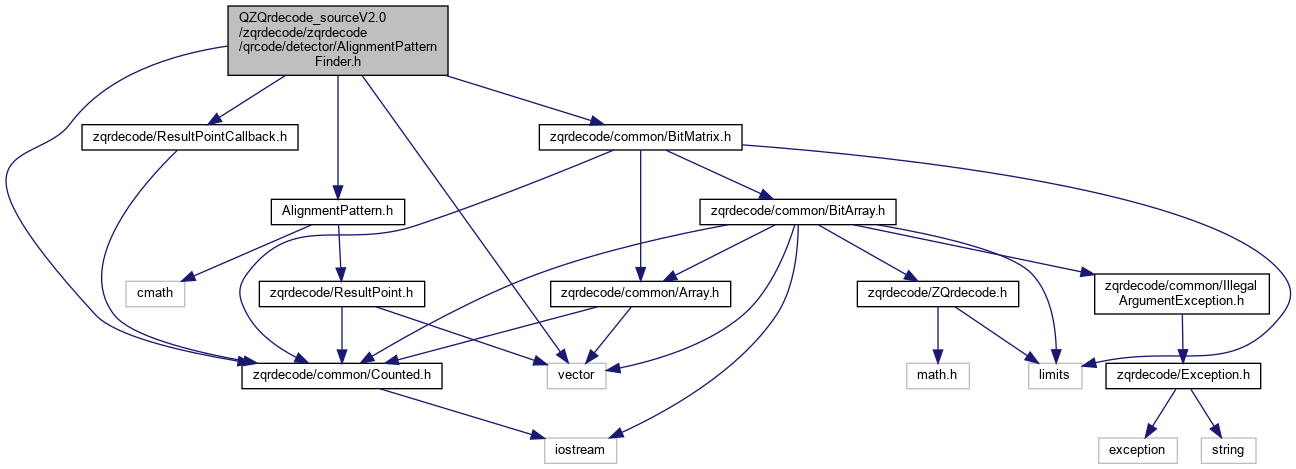 QZQrdecode_sourceV2.0
/zqrdecode/zqrdecode
/qrcode/detector/AlignmentPattern
Finder.h
zqrdecode/ResultPointCallback.h
zqrdecode/common/BitMatrix.h
AlignmentPattern.h
zqrdecode/common/BitArray.h
cmath
zqrdecode/ResultPoint.h
zqrdecode/common/Array.h
zqrdecode/ZQrdecode.h
zqrdecode/common/Illegal
ArgumentException.h
zqrdecode/common/Counted.h
vector
math.h
limits
zqrdecode/Exception.h
iostream
exception
string